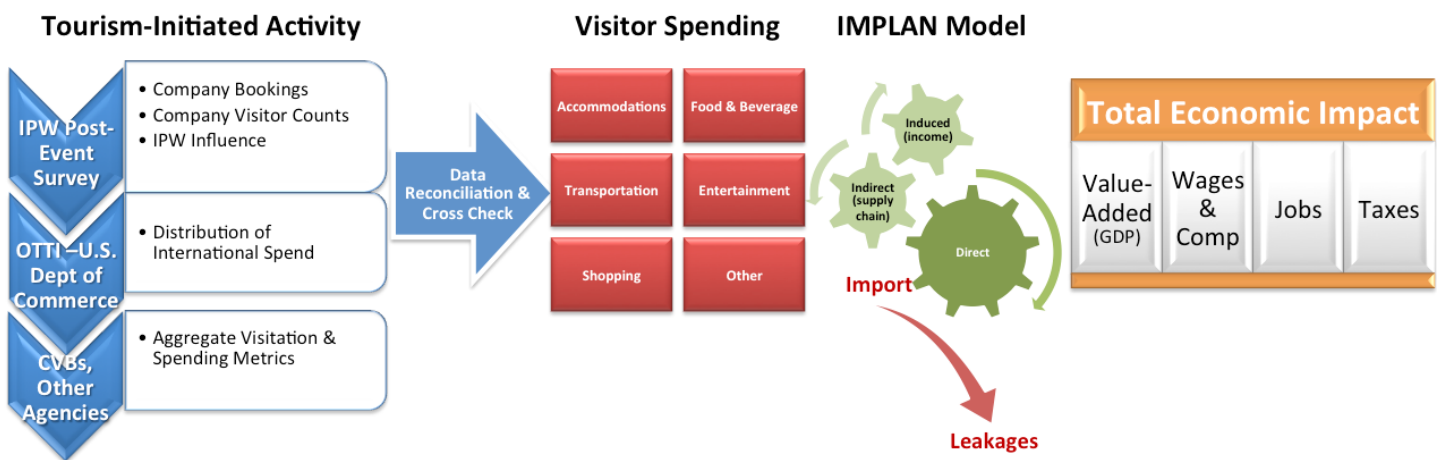 Tourism-Initiated Activity
IPW Post-
Event
Survey
• Company Bookings
• Company Visitor Counts
• IPW Influence
OTTI –U.S.
Dept of
Commerce
• Distribution of
International Spend
CVBs,
Other
Agencies
• Aggregate Visitation &
Spending Metrics
Data
Reconciliation &
Cross Check
Visitor Spending
Accommodations
Food & Beverage
Transportation
Entertainment
Shopping
Other
IMPLAN Model
Induced
(income)
Indirect
(supply
chain)
Direct
Import
Leakages
Total Economic Impact
Value-
Added
(GDP)
Wages
&
Comp
Jobs
Taxes